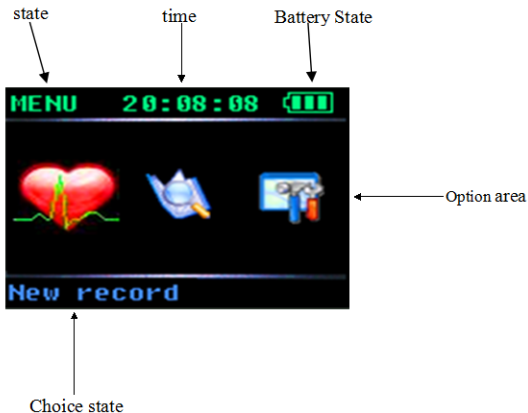 state
time
Battery State
MENU 20:08:08
Option area
New record
Choice state